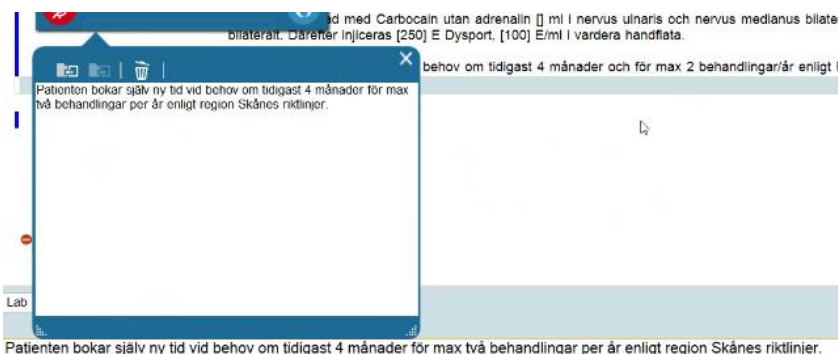 med Carbocain utan adrenalin [] ml i nervus ulnaris och nervus medianus bilate
bilateralt. Därefter injiceras [250] E Dysport, [100] E/ml i vardera handflata.
behov om tidigast 4 månader och för max 2 behandlingar/år enligt
Patienten bokar själv ny tid vid behov om tidigast 4 månader för max
två behandlingar per år enligt region Skånes riktlinjer.
Lab
Patienten bokar själv ny tid vid behov om tidigast 4 månader för max två behandlingar per år enligt region Skånes riktlinjer.